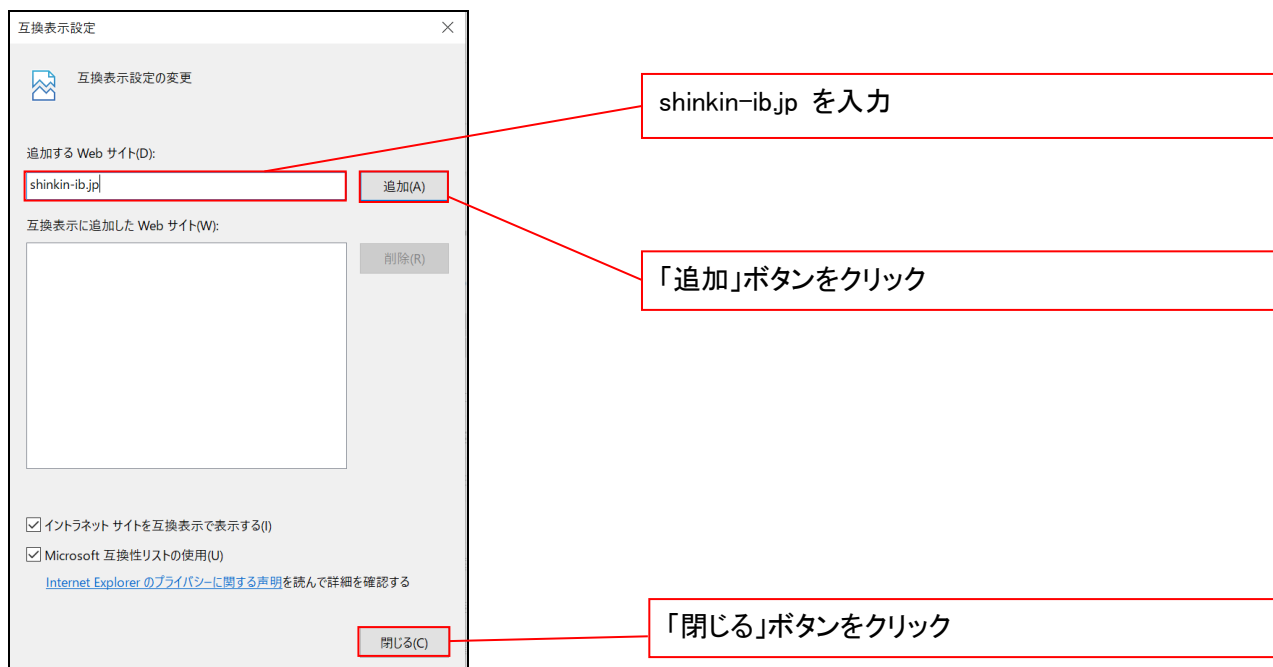 互換表示設定
互換表示設定の変更
追加する Web サイト(D):
shinkin-ib.jp
追加(A)
互換表示に追加した Web サイト(W):
削除(R)
イントラネット サイトを互換表示で表示する(I)
Microsoft 互換性リストの使用(U)
Internet Explorer のプライバシーに関する声明を読んで詳細を確認する
閉じる(C)
shinkin-ib.jp を入力
「追加」ボタンをクリック
「閉じる」ボタンをクリック